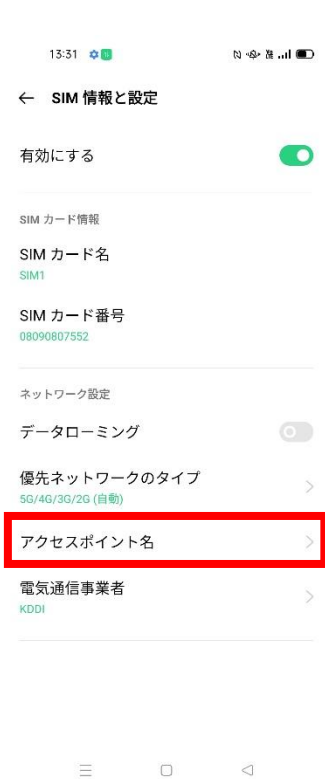 13:31
SIM 情報と設定
有効にする
SIM カード情報
SIM カード名
SIM1
SIM カード番号
08090807552
ネットワーク設定
データローミング
優先ネットワークのタイプ
5G/4G/3G/2G (自動)
アクセスポイント名
電気通信事業者
KDDI